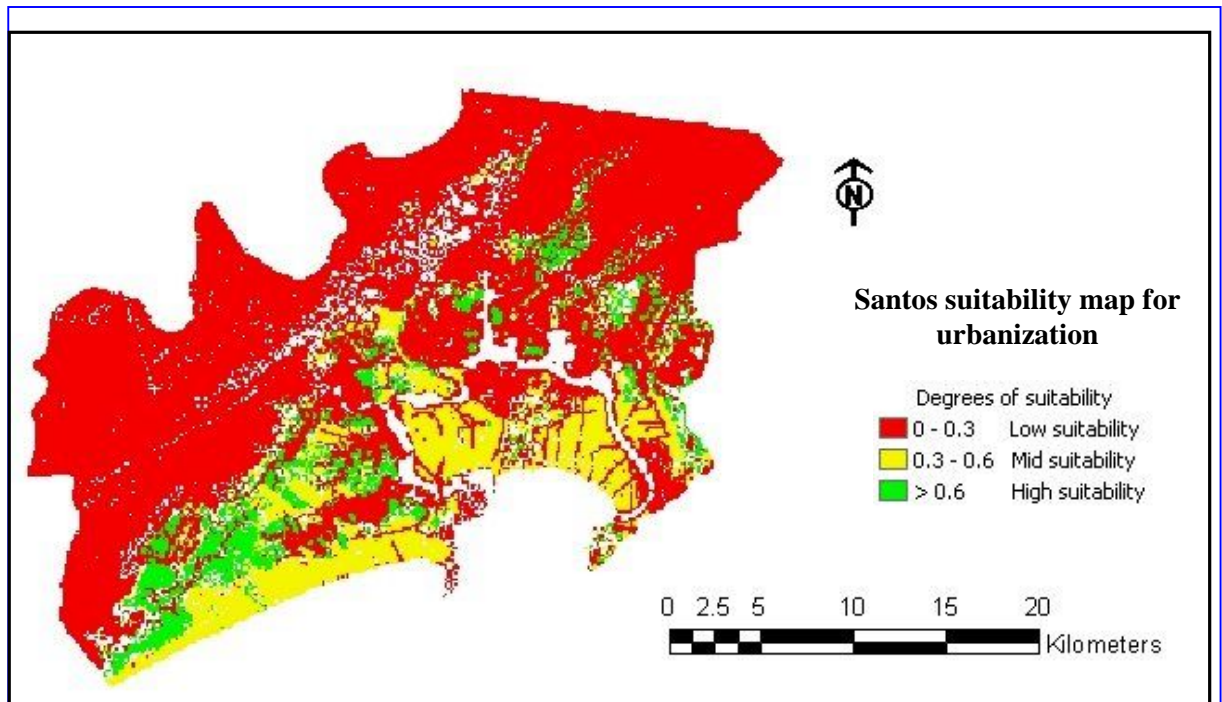 N
Santos suitability map for
urbanization
Degrees of suitability
0 - 0.3 Low suitability
0.3 - 0.6 Mid suitability
> 0.6 High suitability
0 2.5 5 10 15 20
Kilometers